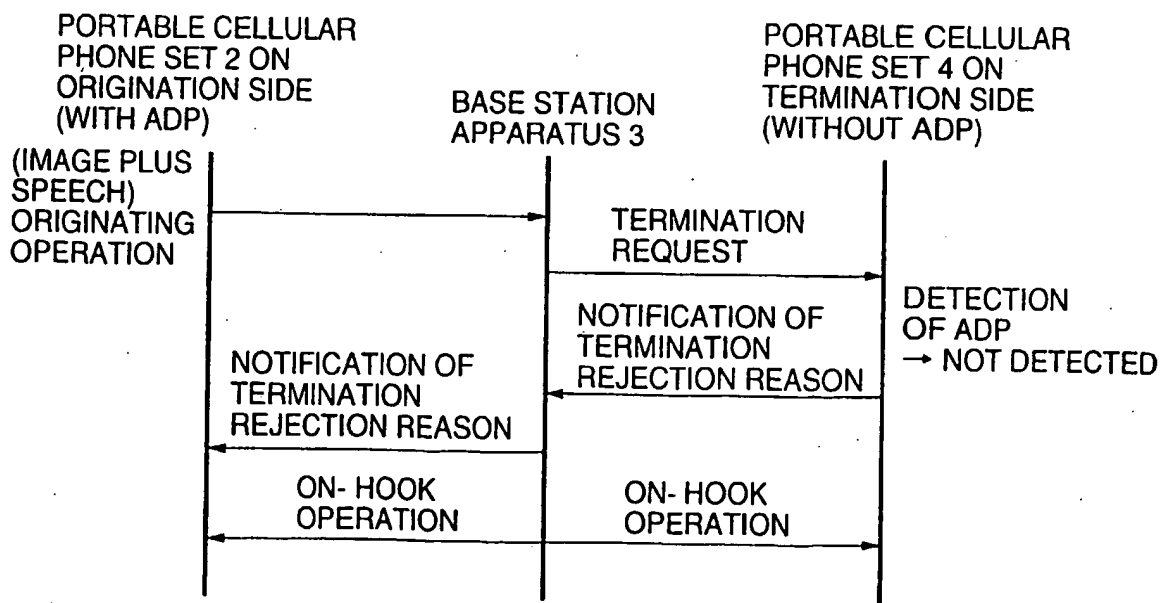 PORTABLE CELLULAR
PHONE SET 2 ON
ORIGINATION SIDE
(WITH ADP)
BASE STATION
APPARATUS 3
PORTABLE CELLULAR
PHONE SET 4 ON
TERMINATION SIDE
(WITHOUT ADP)
(IMAGE PLUS
SPEECH)
ORIGINATING
OPERATION
TERMINATION
REQUEST
DETECTION
OF ADP
→ NOT DETECTED
NOTIFICATION OF
TERMINATION
REJECTION REASON
NOTIFICATION OF
TERMINATION
REJECTION REASON
ON- HOOK
OPERATION
ON- HOOK
OPERATION